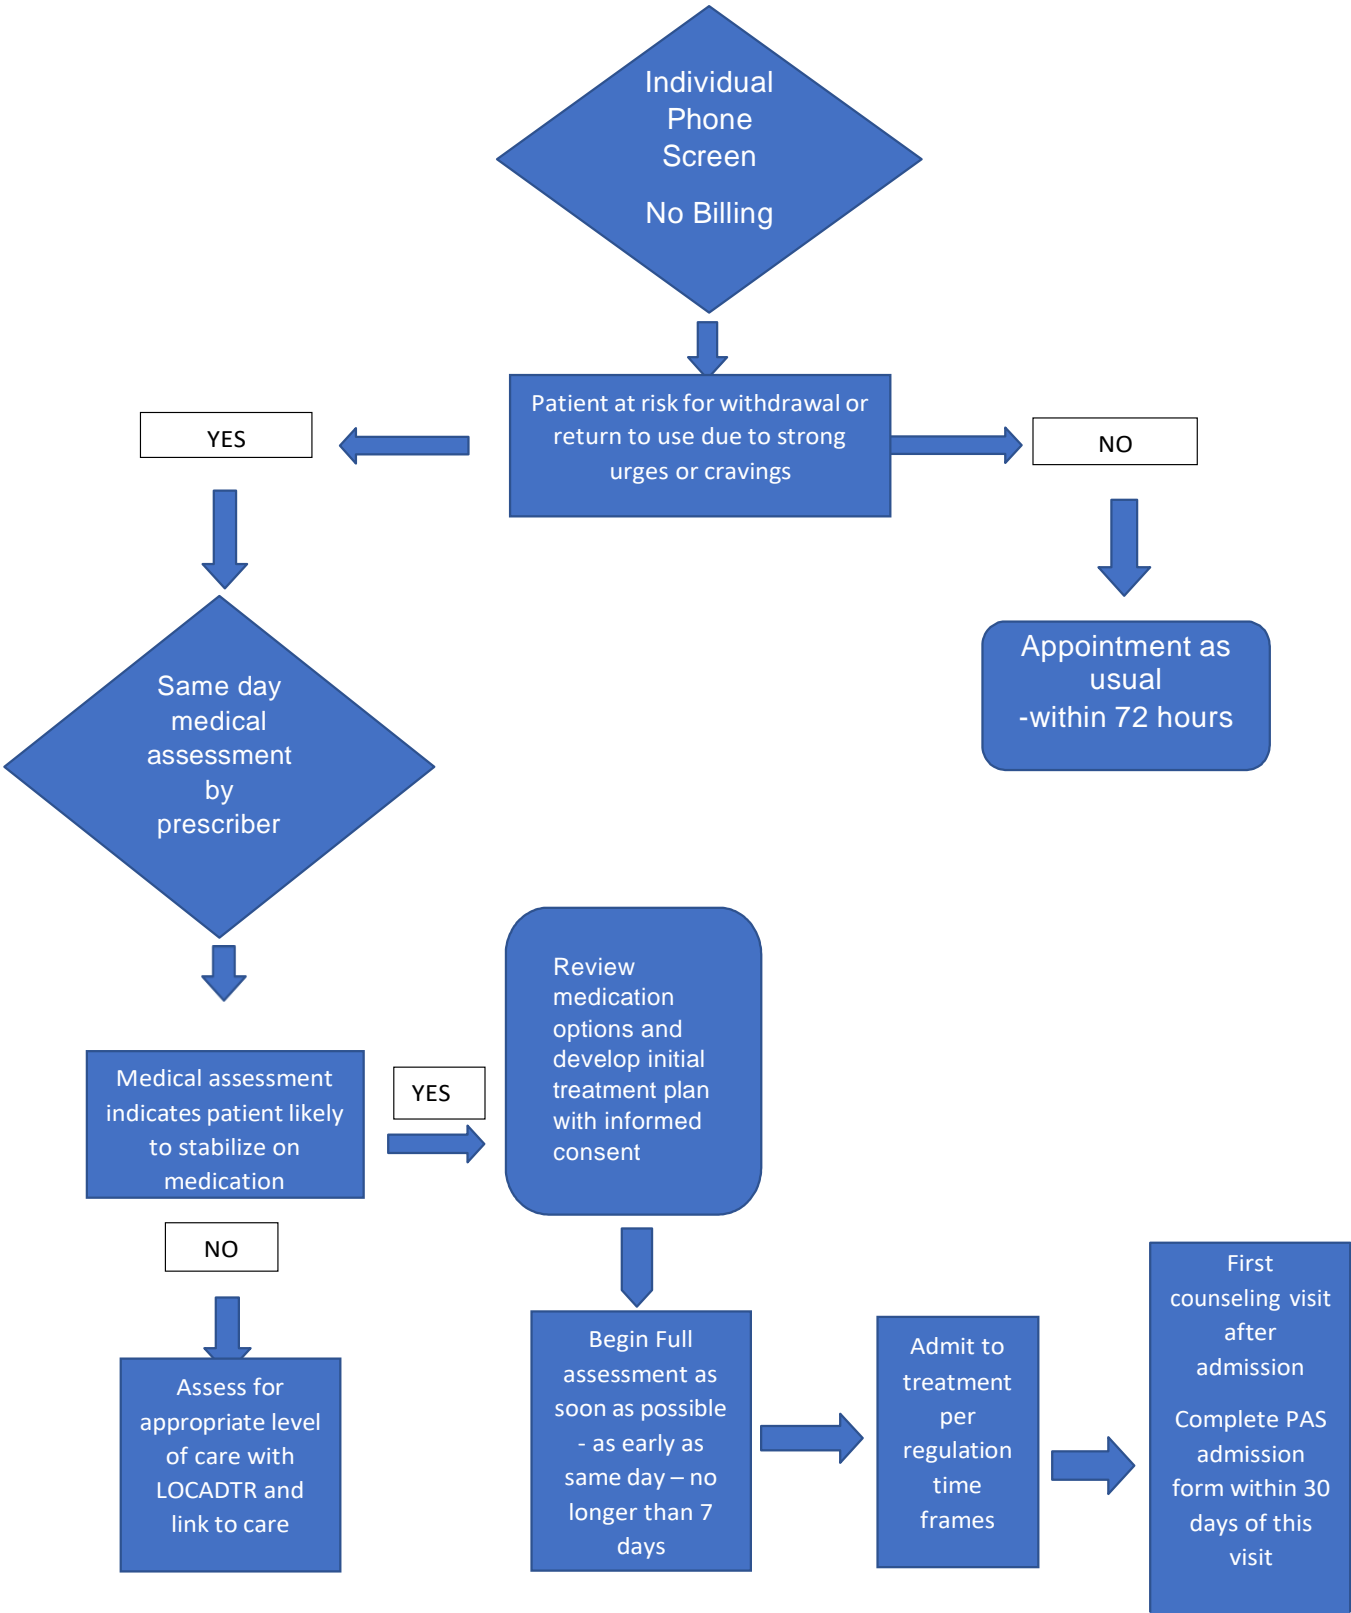 Individual
Phone
Screen
No Billing
Patient at risk for withdrawal or
return to use due to strong
urges or cravings
YES
NO
Same day
medical
assessment
by
prescriber
Appointment as
usual
-within 72 hours
Medical assessment
indicates patient likely
to stabilize on
medication
YES
Review
medication
options and
develop initial
treatment plan
with informed
consent
NO
Assess for
appropriate level
of care with
LOCADTR and
link to care
Begin Full
assessment as
soon as possible
- as early as
same day – no
longer than 7
days
Admit to
treatment
per
regulation
time
frames
First
counseling visit
after
admission
Complete PAS
admission
form within 30
days of this
visit